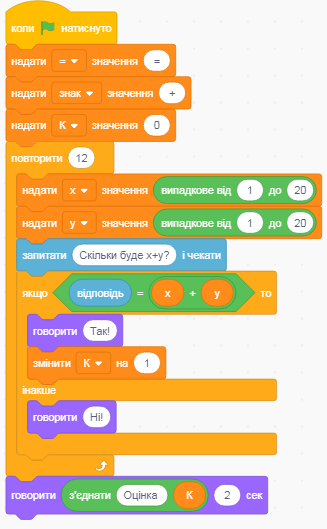 коли натиснуто
надати = значення =
надати знак значення +
надати К значення 0
повторити 12
надати x значення випадкове від 1 до 20
надати y значення випадкове від 1 до 20
запитати Скільки буде x+y? і чекати
якщо відповідь = x + y то
говорити Так!
змінити К на 1
інакше
говорити Ні!
говорити з'єднати Оцінка К 2 сек